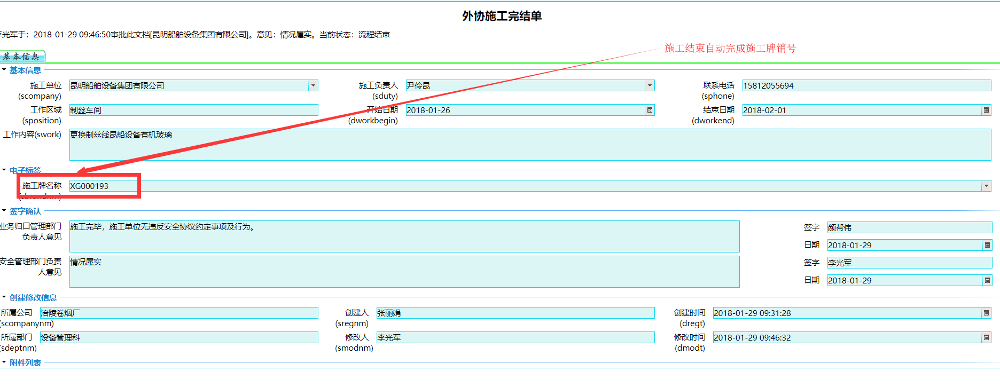 外协施工完结单
李光军于：2018-01-29 09:46:50审批此文档[昆明船舶设备集团有限公司]。意见：情况属实。当前状态：流程结束
施工结束自动完成施工牌销号
基本信息
基本信息
施工单位 昆明船舶设备集团有限公司 施工负责人 尹伶昆 联系电话 15812055694
(scompany) (sduty) (sphone)
工作区域 制丝车间 开始日期 2018-01-26 结束日期 2018-02-01
(sposition) (dworkbegin) (dworkend)
工作内容(swork) 更换制丝线昆船设备有机玻璃
电子标签
施工牌名称 XG000193
签字确认
业务归口管理部门 施工完毕，施工单位无违反安全协议约定事项及行为。 签字 颜帮伟
负责人意见
日期 2018-01-29
安全管理部门负责 情况属实 签字 李光军
人意见
日期 2018-01-29
创建修改信息
所属公司 涪陵卷烟厂 创建人 张丽娟 创建时间 2018-01-29 09:31:28
(scompanynm) (sregnm) (dregt)
所属部门 设备管理科 修改人 李光军 修改时间 2018-01-29 09:46:32
(sdeptnm) (smodnm) (dmodt)
附件列表